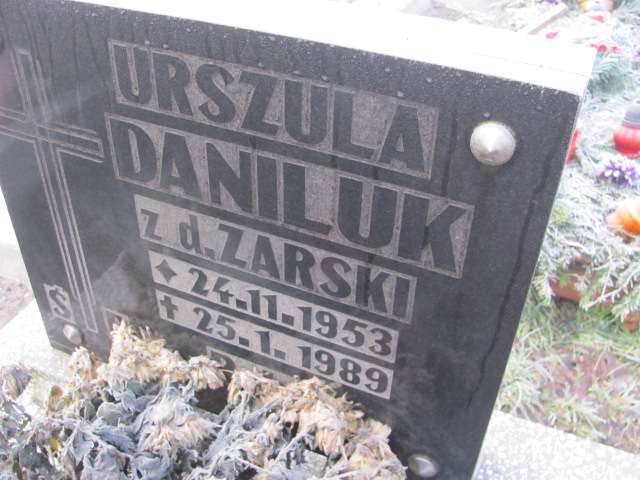 URSZULA
DANILUK
Z d. ZARSKI
✦ 24.11.1953
✝ 25.1.1989
Ś